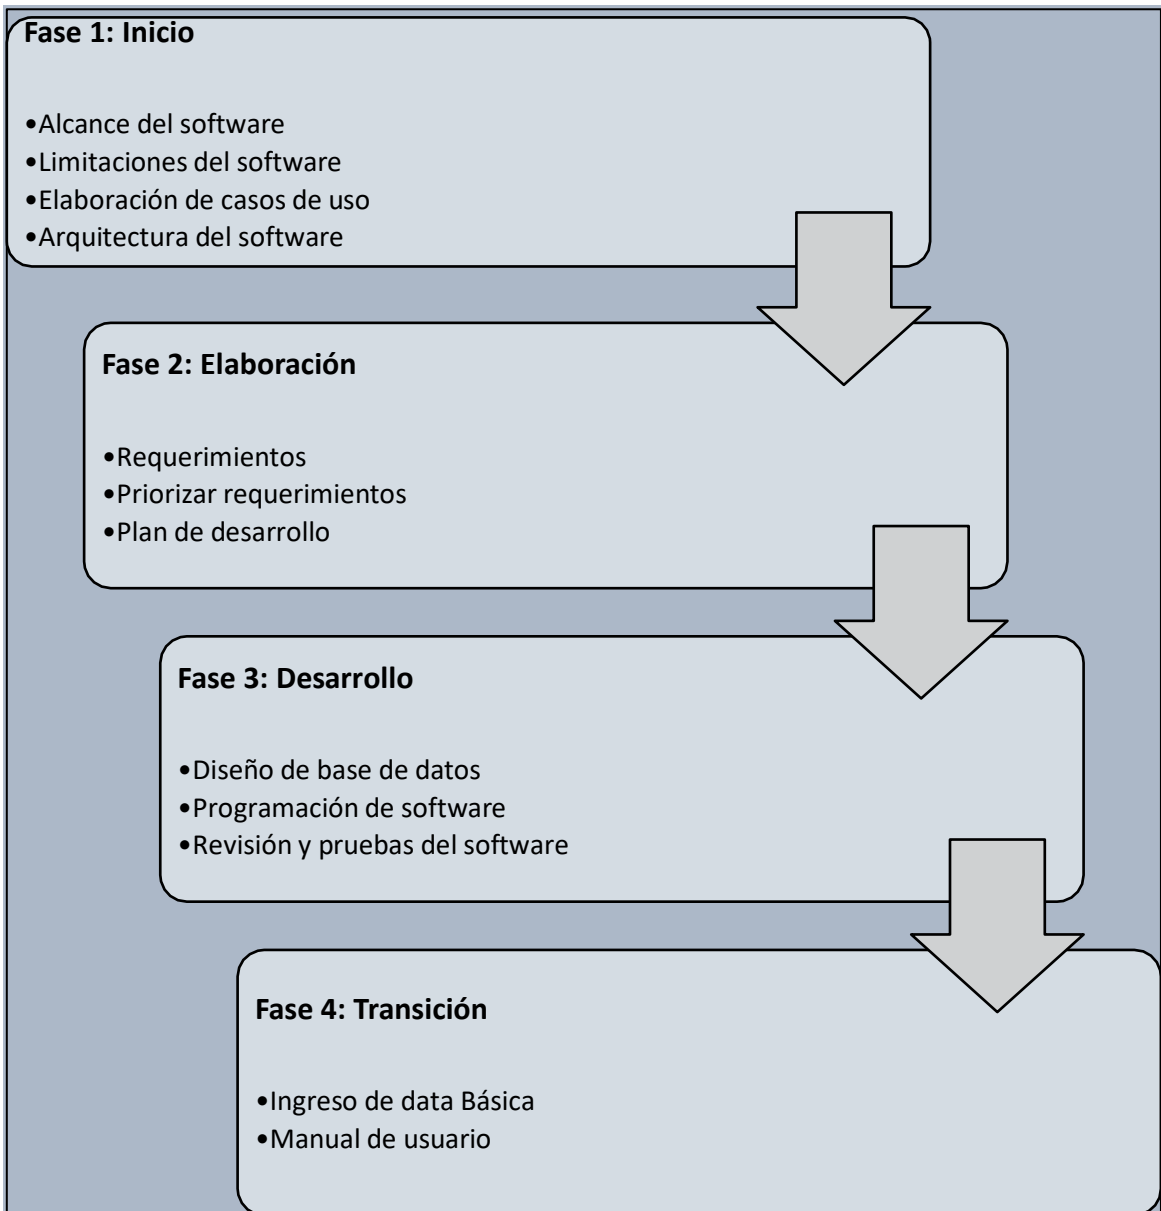 Fase 1: Inicio
•Alcance del software
•Limitaciones del software
•Elaboración de casos de uso
•Arquitectura del software
Fase 2: Elaboración
•Requerimientos
•Priorizar requerimientos
•Plan de desarrollo
Fase 3: Desarrollo
•Diseño de base de datos
•Programación de software
•Revisión y pruebas del software
Fase 4: Transición
•Ingreso de data Básica
•Manual de usuario